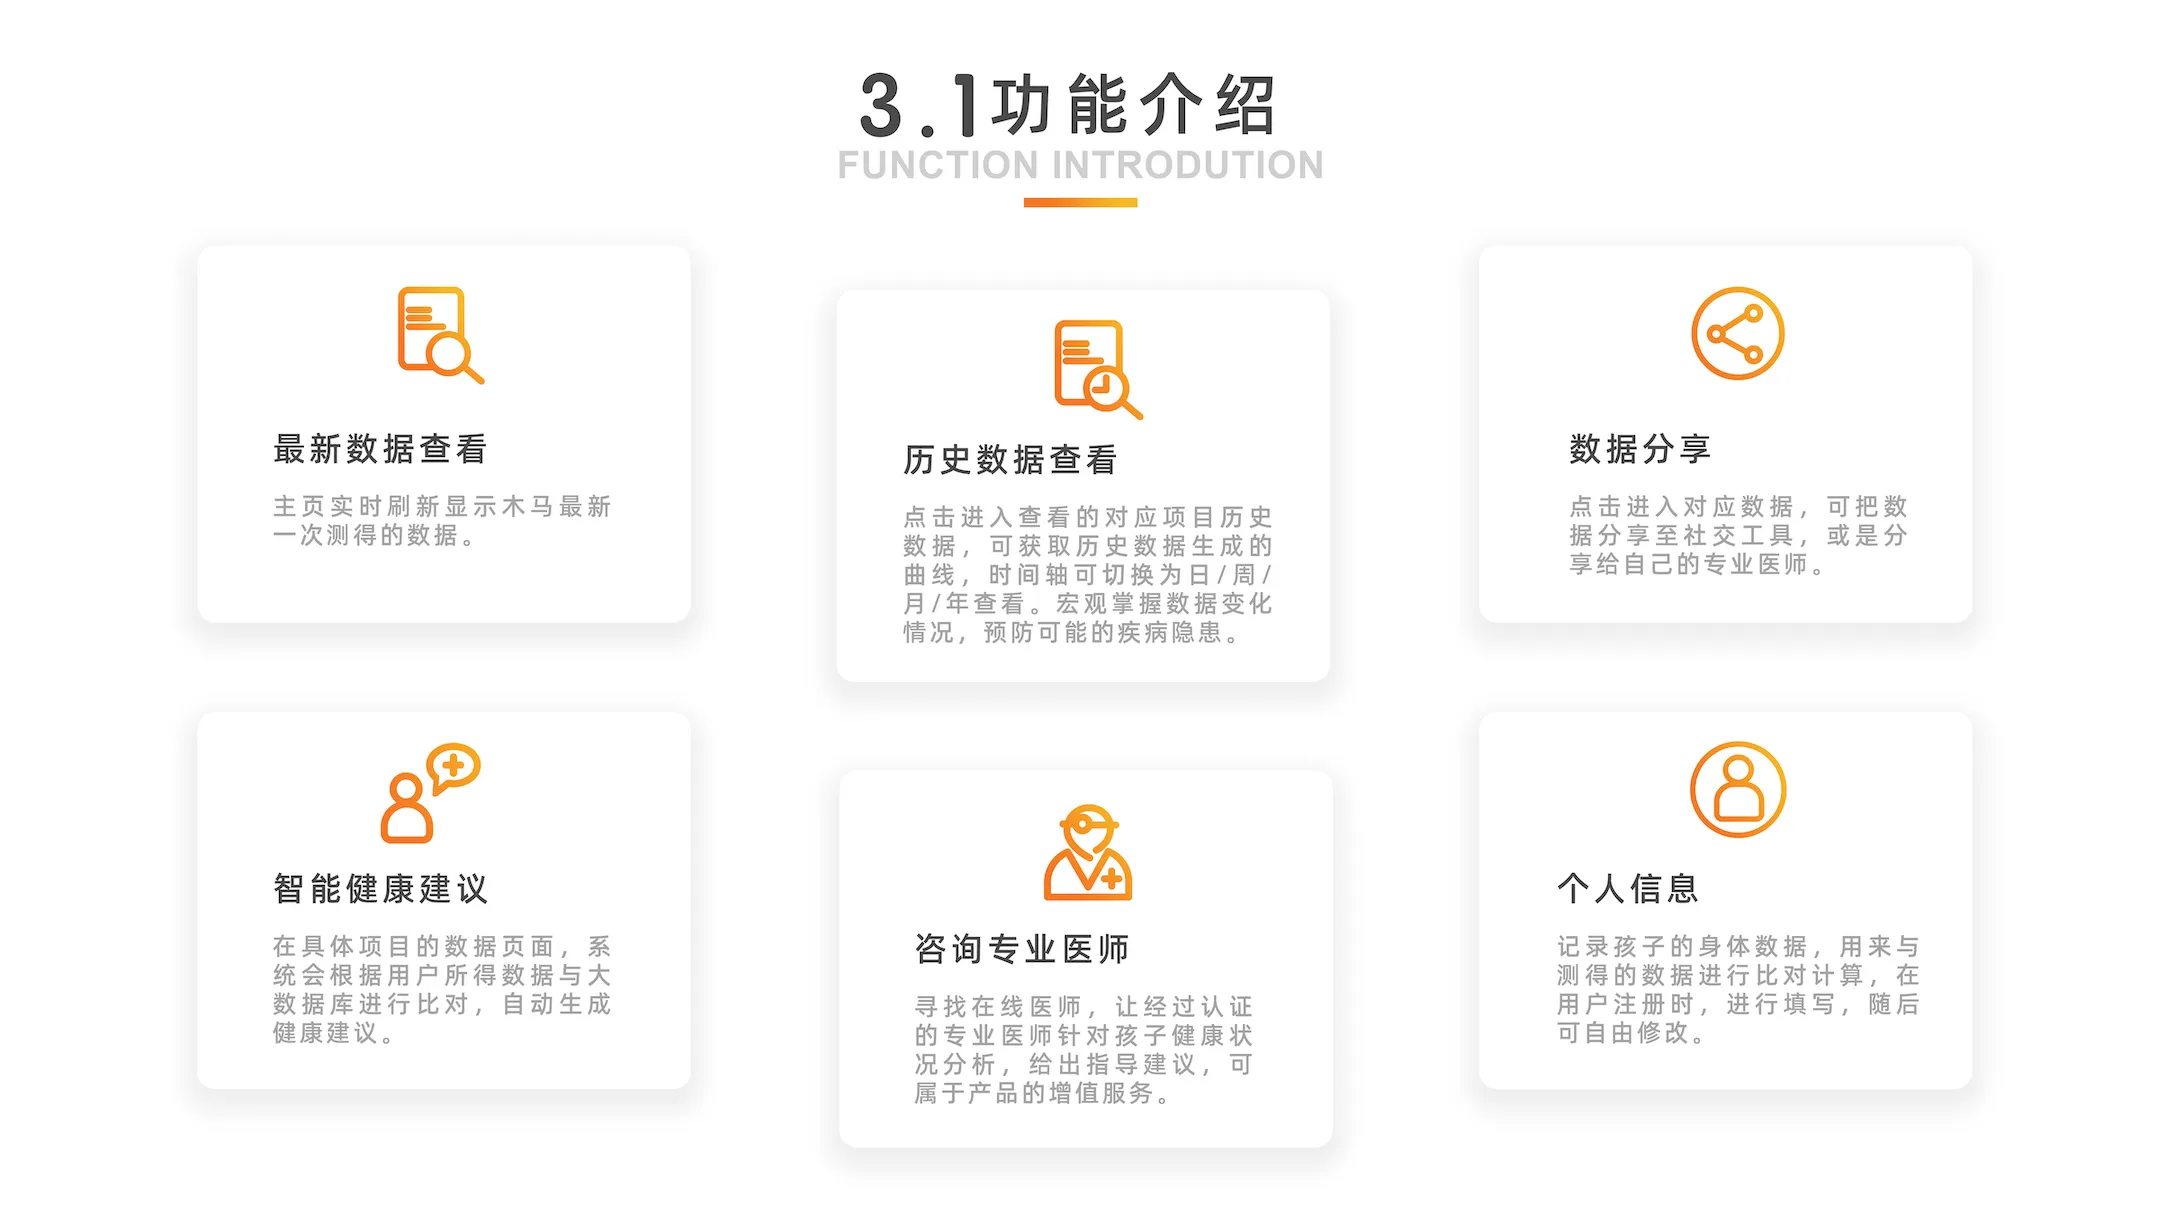 3.1功能介绍
FUNCTION INTRODUTION
最新数据查看
主页实时刷新显示木马最新
一次测得的数据。
历史数据查看
点击进入查看的对应项目历史
数据，可获取历史数据生成的
曲线，时间轴可切换为日/周/
月/年查看。宏观掌握数据变化
情况，预防可能的疾病隐患。
数据分享
点击进入对应数据，可把数
据分享至社交工具，或是分
享给自己的专业医师。
智能健康建议
在具体项目的数据页面，系
统会根据用户所得数据与大
数据库进行比对，自动生成
健康建议。
咨询专业医师
寻找在线医师，让经过认证
的专业医师针对孩子健康状
况分析，给出指导建议，可
属于产品的增值服务。
个人信息
记录孩子的身体数据，用来与
测得的数据进行比对计算，在
用户注册时，进行填写，随后
可自由修改。